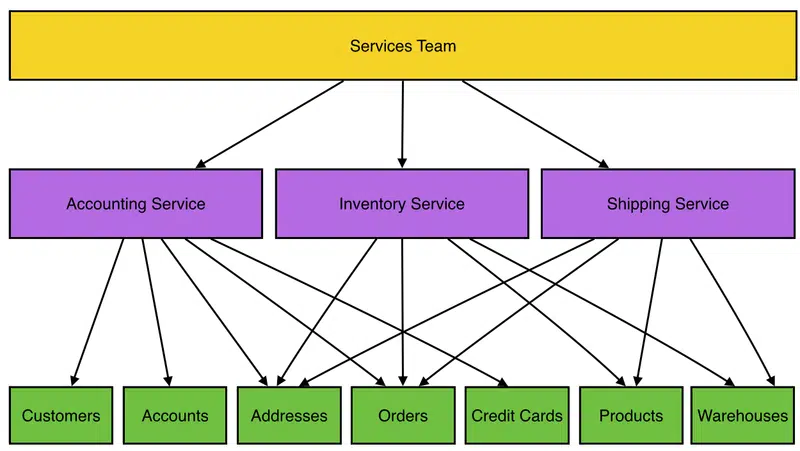 Services Team
Accounting Service
Inventory Service
Shipping Service
Customers
Accounts
Addresses
Orders
Credit Cards
Products
Warehouses